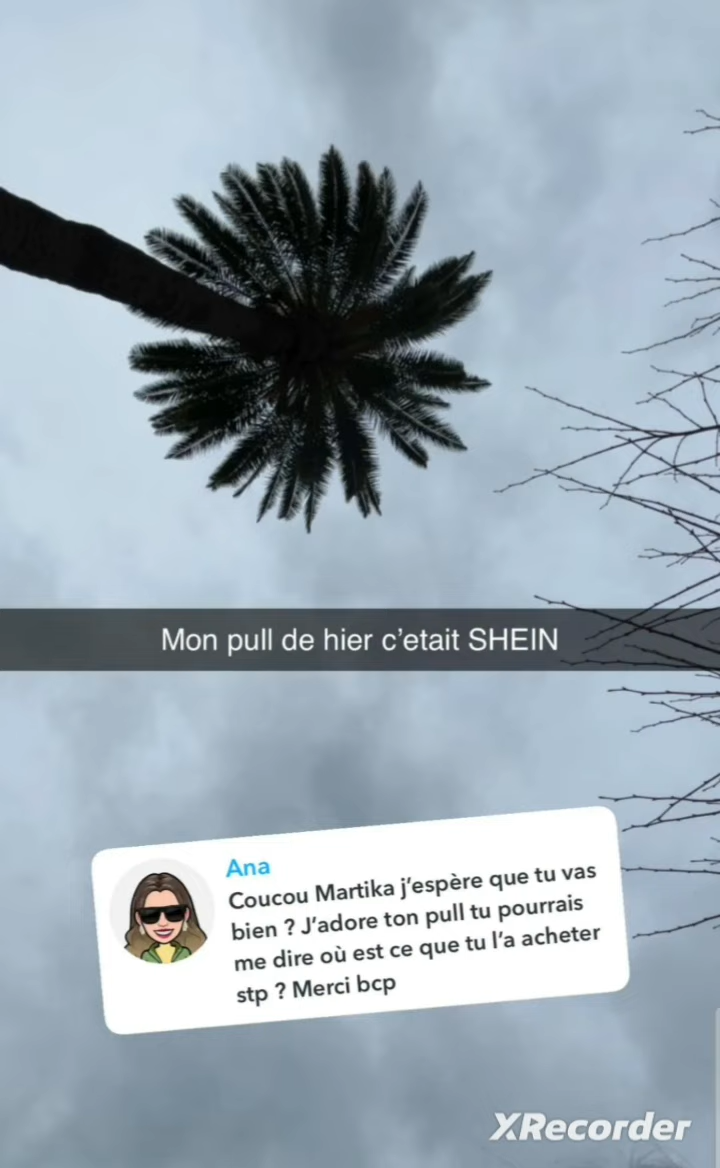 Mon pull de hier c'etait SHEIN
Ana
Coucou Martika j'espère que tu vas
bien ? J'adore ton pull tu pourrais
me dire où est ce que tu l'a acheter
stp ? Merci bcp
XRecorder